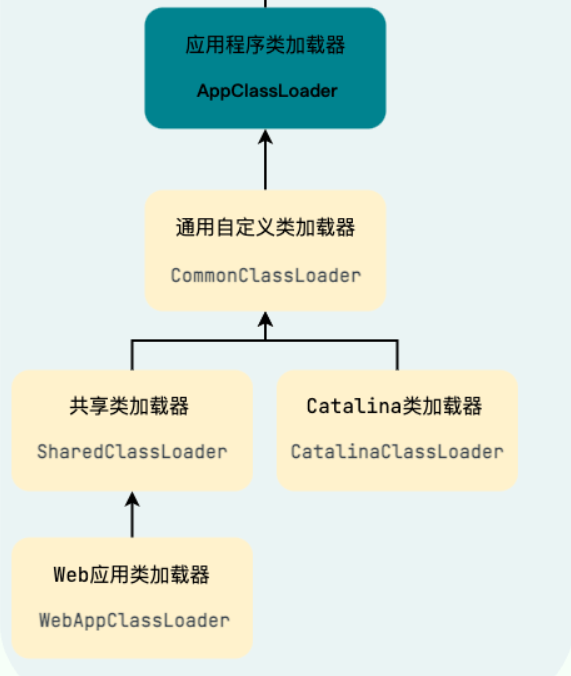 应用程序类加载器
AppClassLoader
通用自定义类加载器
CommonClassLoader
共享类加载器
SharedClassLoader
Catalina类加载器
CatalinaClassLoader
Web应用类加载器
WebAppClassLoader